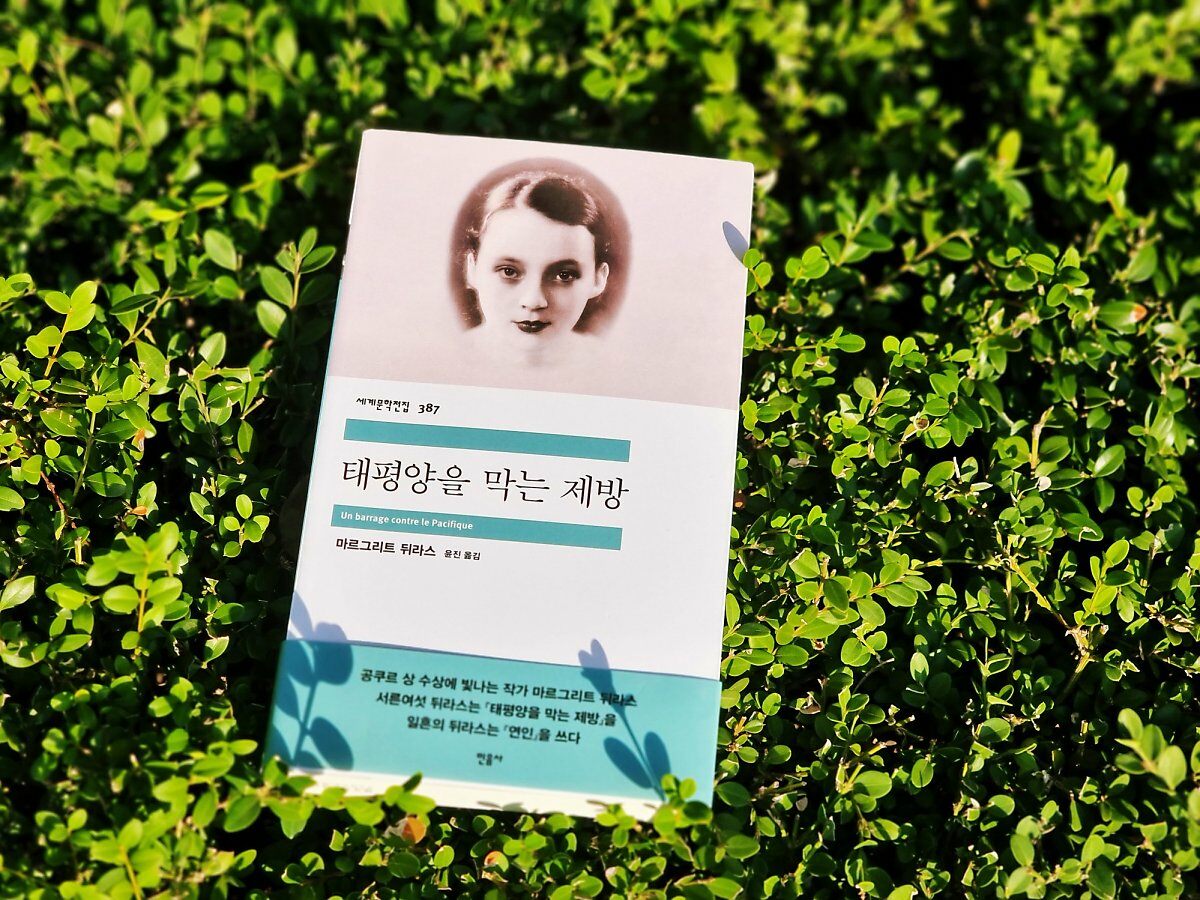 세계문학전집 387
태평양을 막는 제방
Un barrage contre le Pacifique
마르그리트 뒤라스 윤진 옮김
공쿠르 상 수상에 빛나는 작가 마르그리트 뒤라스
서른여섯 뒤라스는 『태평양을 막는 제방』을
일흔의 뒤라스는 『연인』을 쓰다
민음사